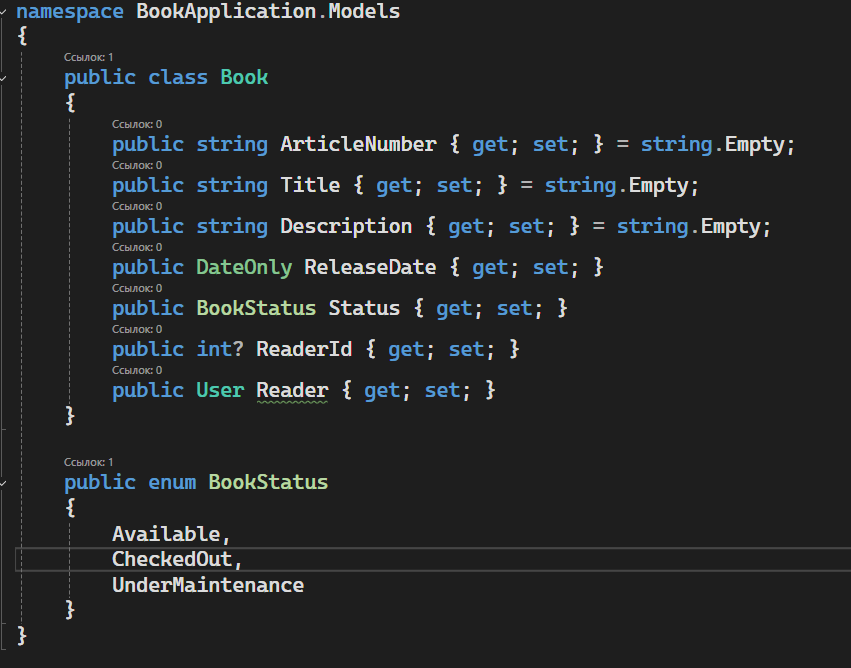 namespace BookApplication.Models
{
Ссылок: 1
public class Book
{
Ссылок: 0
public string ArticleNumber { get; set; } = string.Empty;
Ссылок: 0
public string Title { get; set; } = string.Empty;
Ссылок: 0
public string Description { get; set; } = string.Empty;
Ссылок: 0
public DateOnly ReleaseDate { get; set; }
Ссылок: 0
public BookStatus Status { get; set; }
Ссылок: 0
public int? ReaderId { get; set; }
Ссылок: 0
public User Reader { get; set; }
}
Ссылок: 1
public enum BookStatus
{
Available,
CheckedOut,
UnderMaintenance
}
}